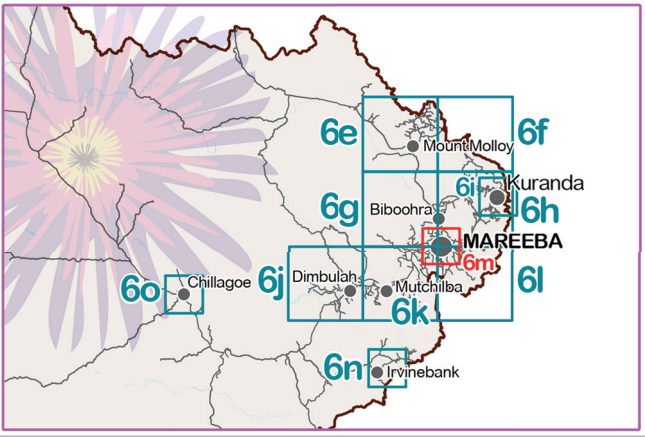 6e
6f
Mount Molloy
6i
Kuranda
6g
Biboohra
6h
MAREEBA
6m
6o
Chillagoe
6j
Dimbulah
Mutchilba
6k
6l
6n
Irvinebank